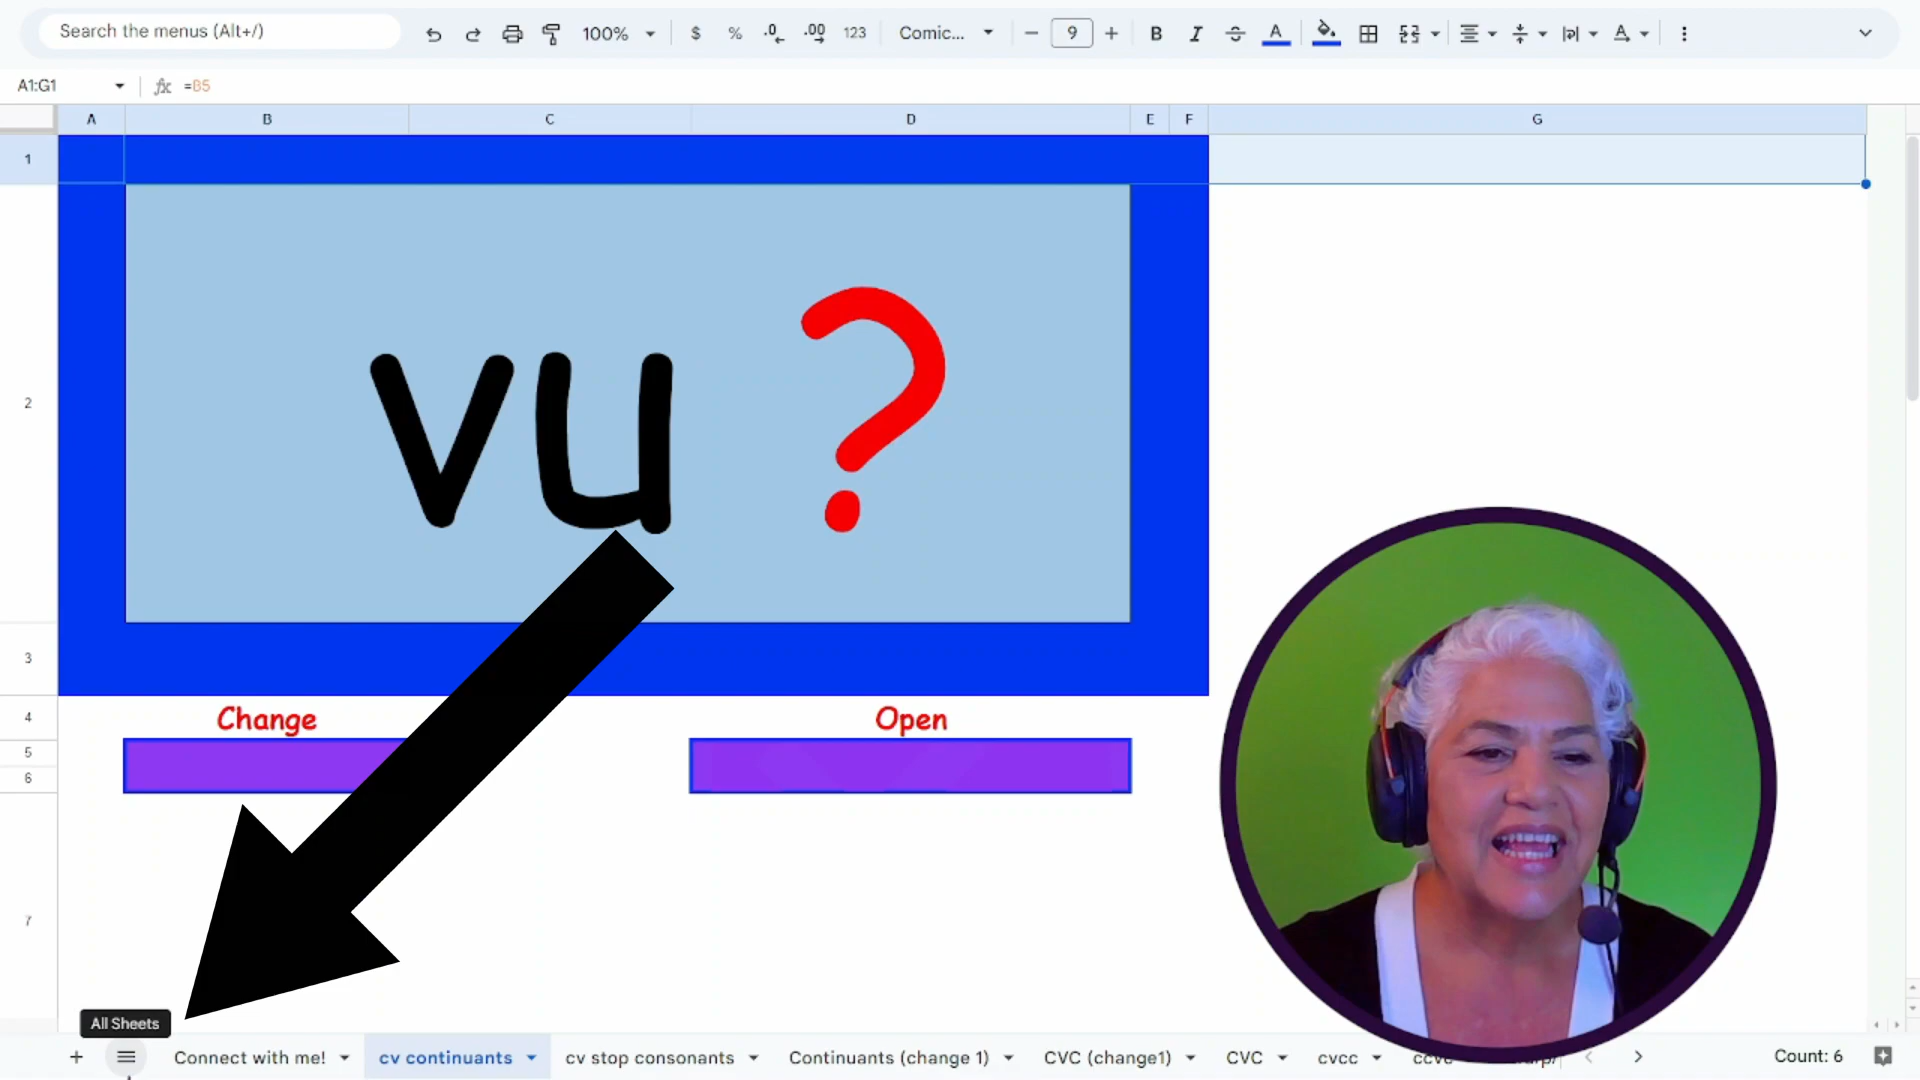 Search the menus (Alt+/) 100% $ % .0 .00 123 Comic... 9 B I A A
A1:G1 fx =B5
A B C D E F G
1
2
vu ?
3
4 Change Open
5
6
7
All Sheets
+ Connect with me! cv continuants cv stop consonants Continuants (change 1) CVC (change1) CVC cvcc Count: 6